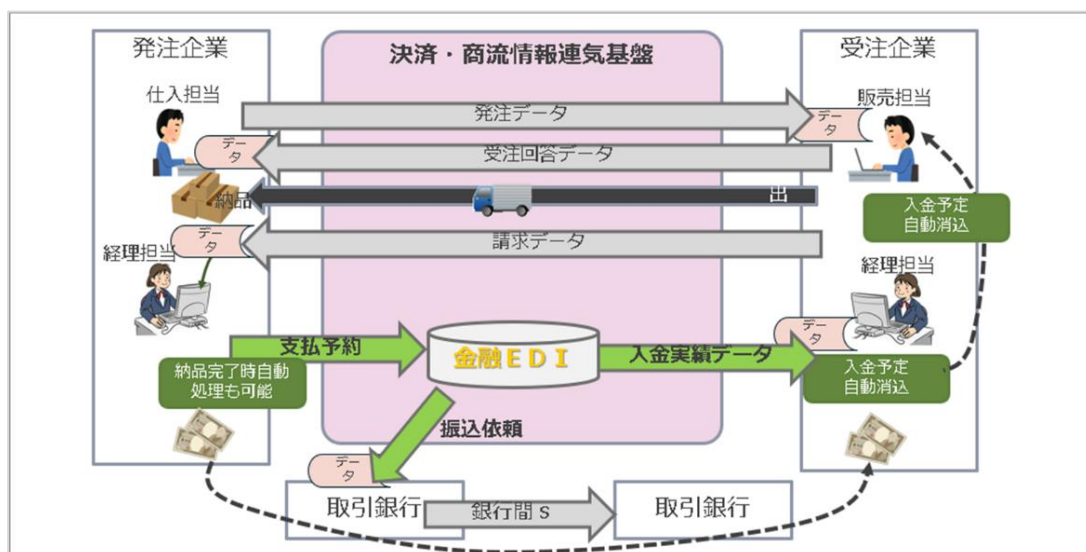 発注企業
決済・商流情報連気基盤
受注企業
仕入担当
販売担当
発注データ
デー
タ
デー
タ
受注回答データ
納品
出
入金予定
自動消込
デー
タ
請求データ
経理担当
経理担当
デー
タ
支払予約
金融EDI
入金実績データ
納品完了時自動
処理も可能
入金予定
自動消込
振込依頼
デー
タ
取引銀行
銀行間S
取引銀行